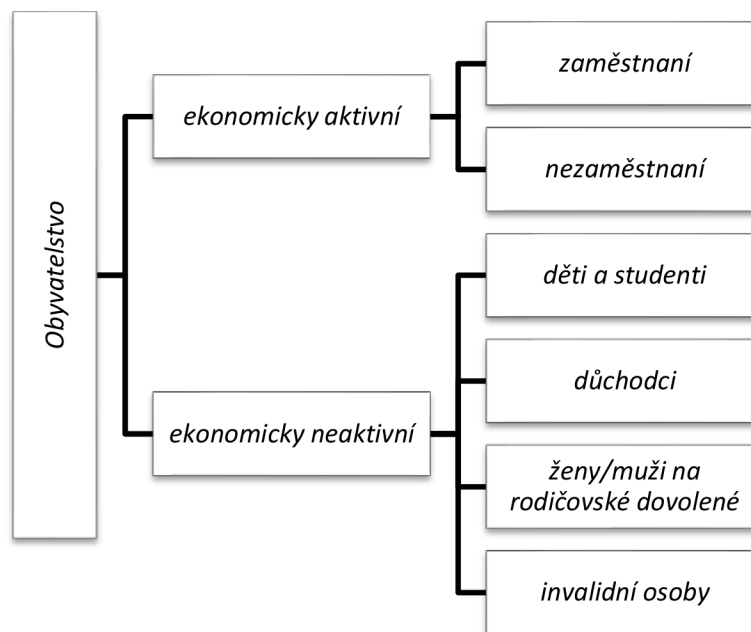 Obyvatelstvo
ekonomicky aktivní
zaměstnaní
nezaměstnaní
ekonomicky neaktivní
děti a studenti
důchodci
ženy/muži na
rodičovské dovolené
invalidní osoby